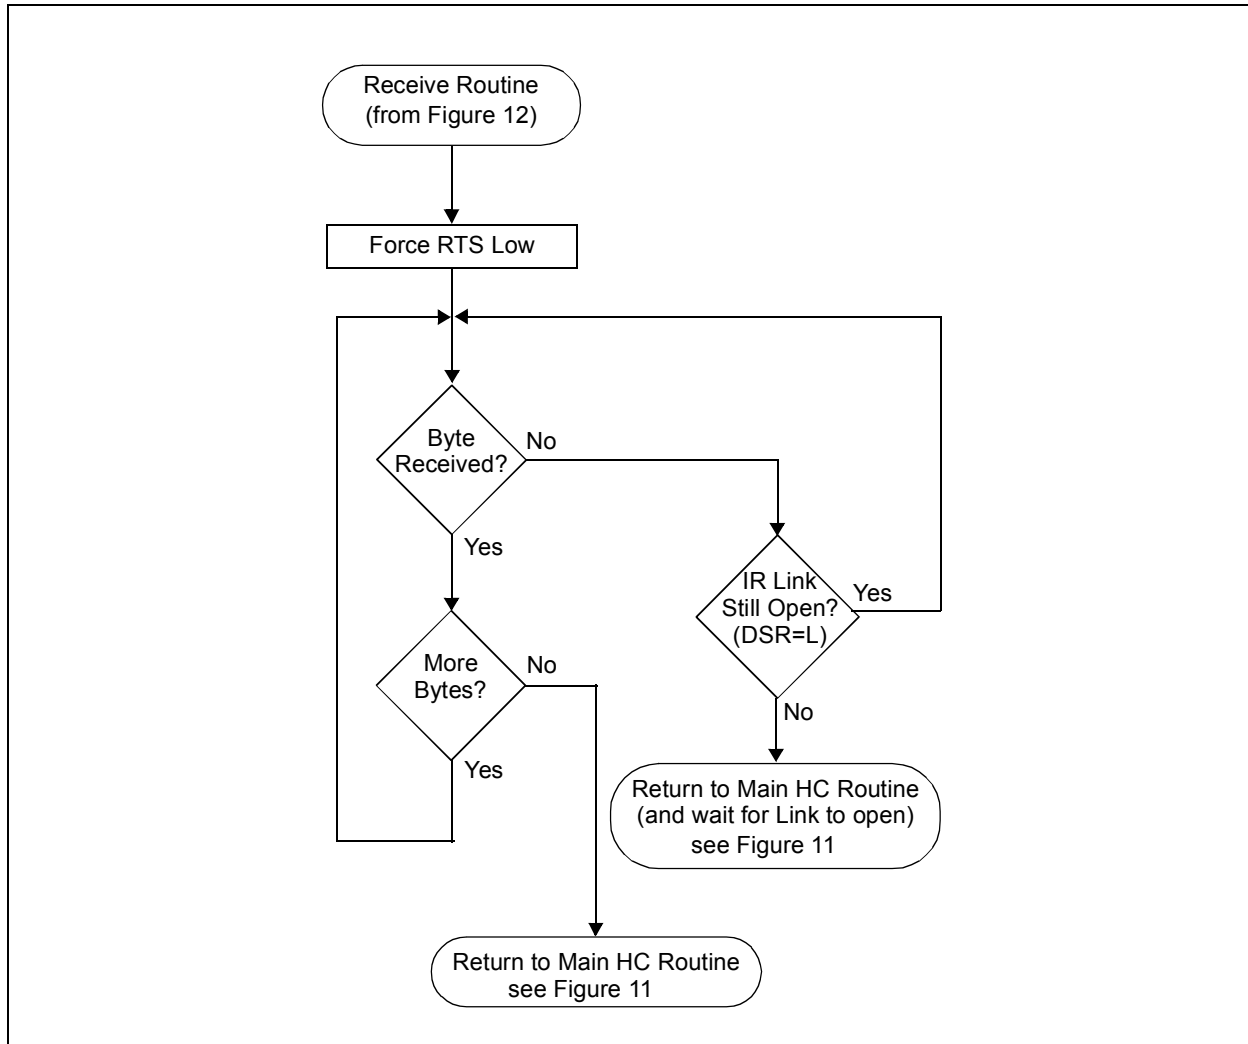 Receive Routine
(from Figure 12)
Force RTS Low
Byte
Received?
No
Yes
IR Link
Still Open?
(DSR=L)
Yes
More
Bytes?
No
No
Yes
Return to Main HC Routine
(and wait for Link to open)
see Figure 11
Return to Main HC Routine
see Figure 11